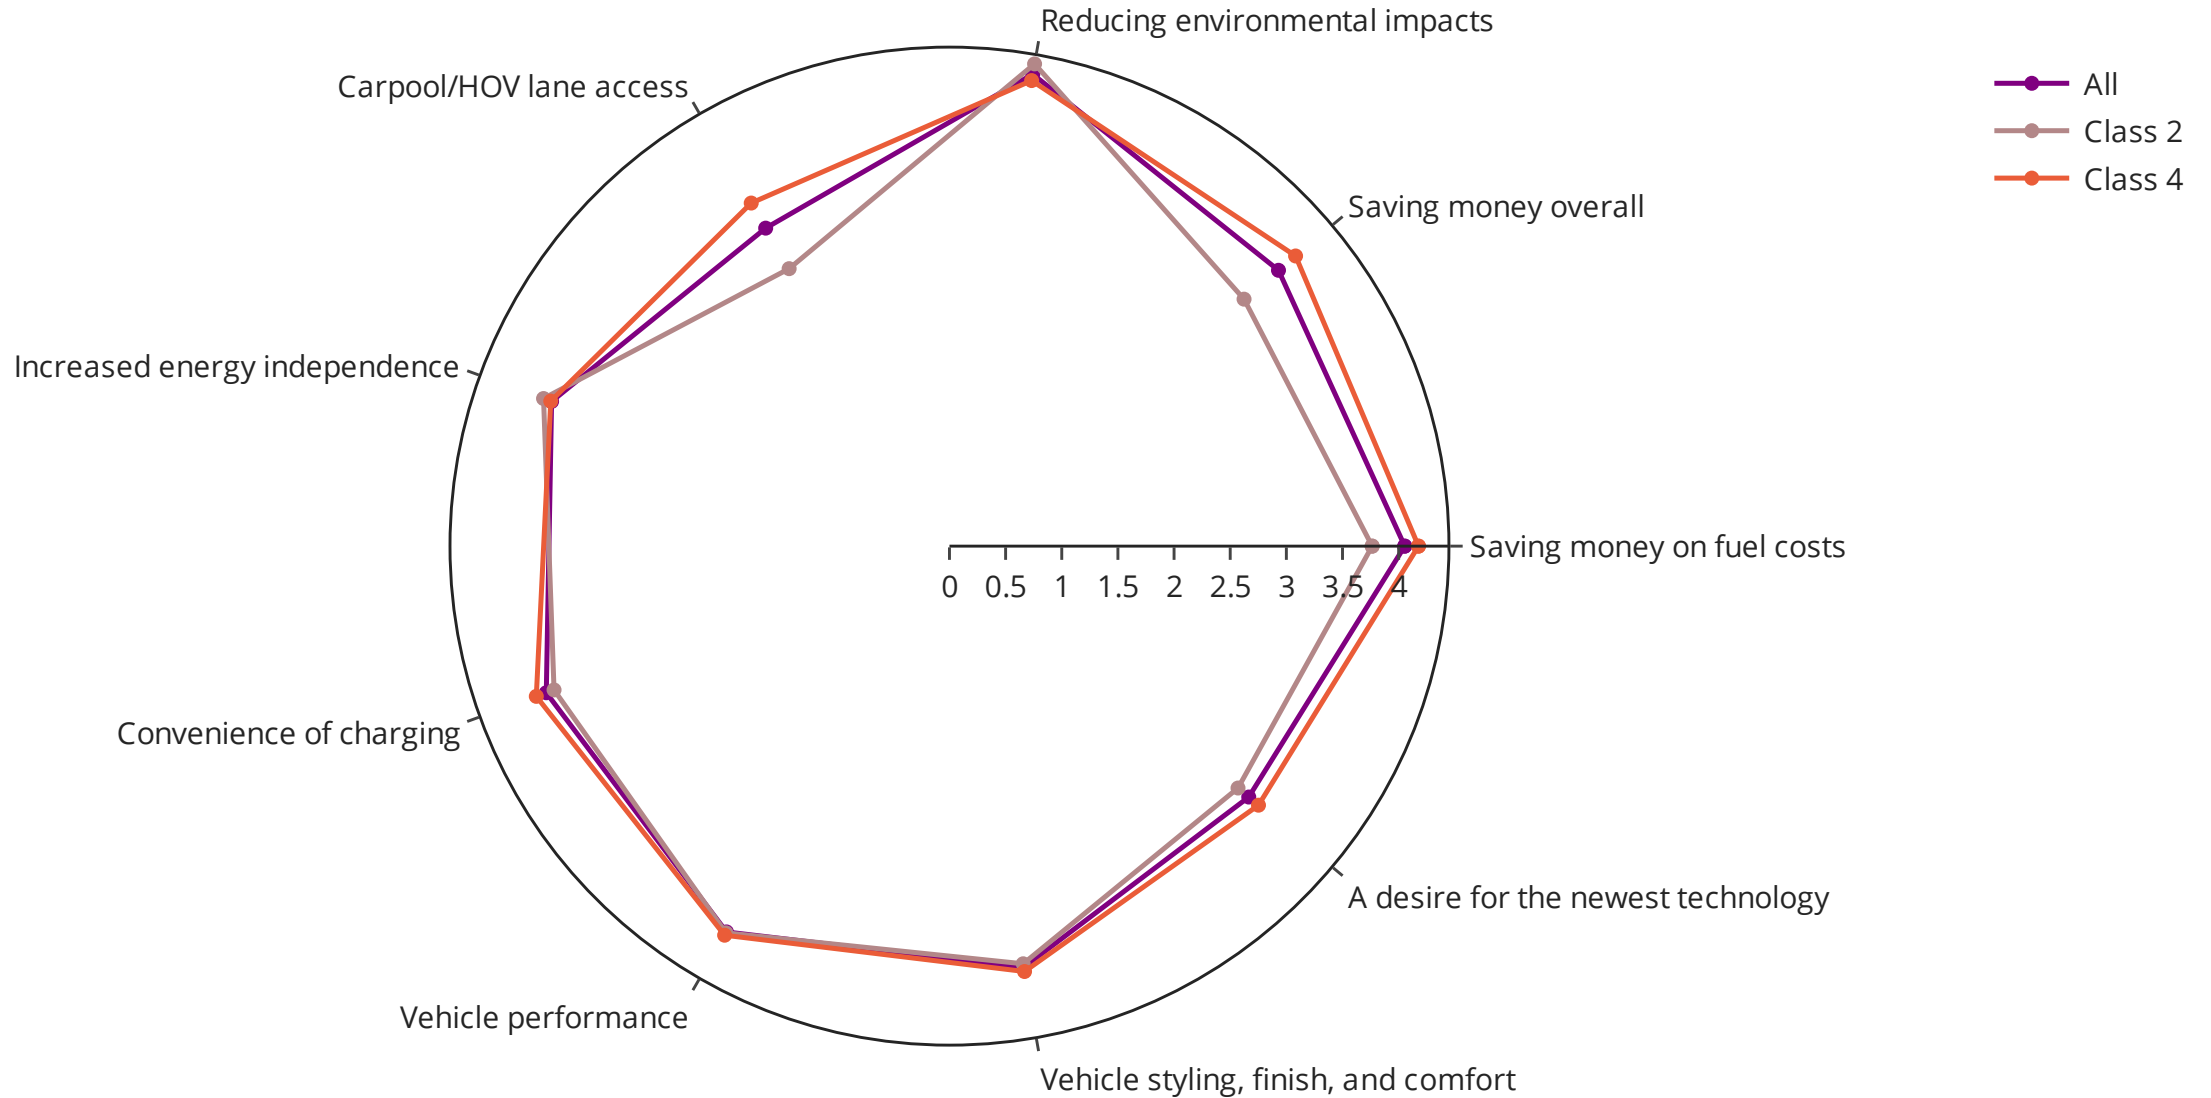 Reducing environmental impacts
Carpool/HOV lane access
All
Class 2
Class 4
Saving money overall
Increased energy independence
Saving money on fuel costs
0 0.5 1 1.5 2 2.5 3 3.5 4
Convenience of charging
A desire for the newest technology
Vehicle performance
Vehicle styling, finish, and comfort